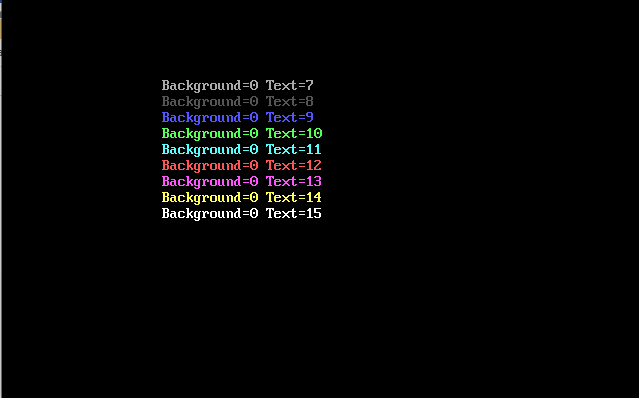 Background=0 Text=7
Background=0 Text=8
Background=0 Text=9
Background=0 Text=10
Background=0 Text=11
Background=0 Text=12
Background=0 Text=13
Background=0 Text=14
Background=0 Text=15